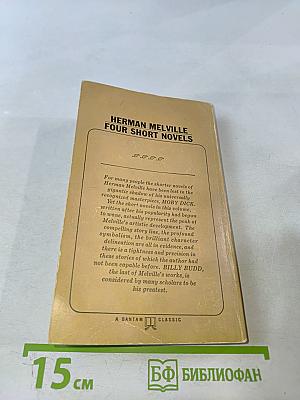 HERMAN MELVILLE
FOUR SHORT NOVELS
For many people the shorter novels of
Herman Melville have been lost in the
gigantic shadow of his universally
recognized masterpiece, MOBY DICK.
Yet the short novels in this volume,
written after his popularity had begun
to wane, actually represent the peak of
Melville's artistic development. The
compelling story line, the profound
symbolism, the brilliant character
delineation are all in evidence, and
there is a tightness and precision in
these stories of which the author had
not been capable before. BILLY BUDD,
the last of Melville's works, is
considered by many scholars to be
his greatest.
A BANTAM CLASSIC
15 см
БФ БИБЛИОФАН